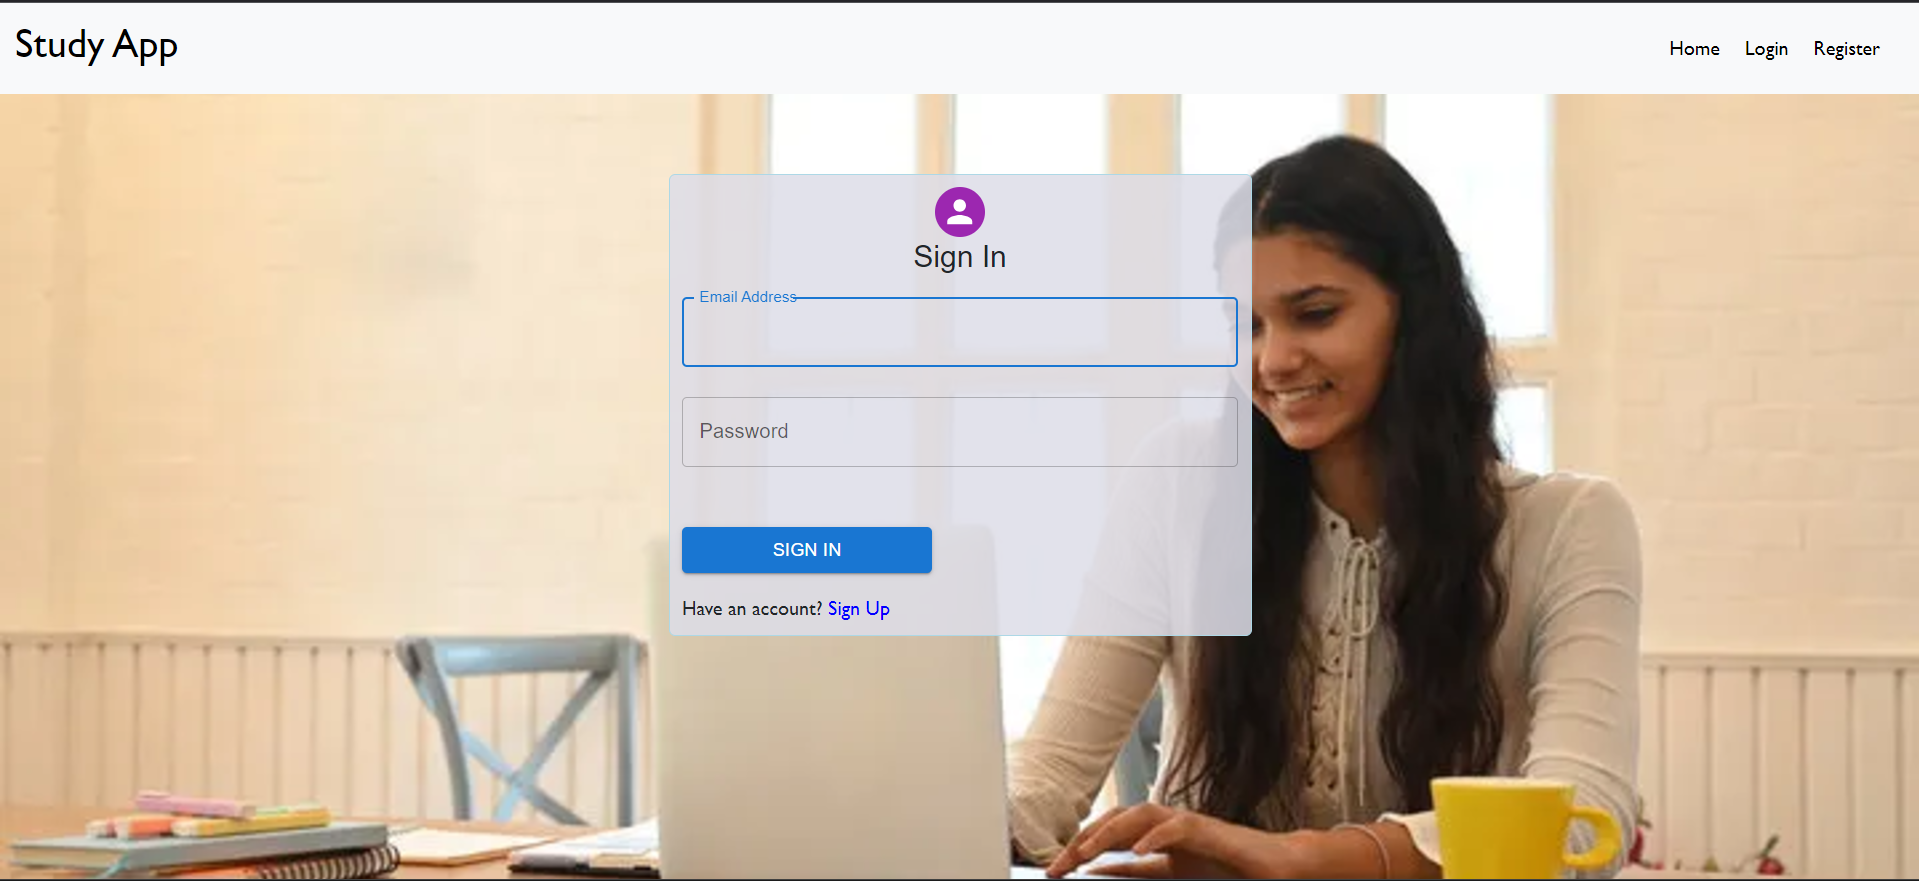 Study App
Home Login Register
Sign In
Email Address
Password
SIGN IN
Have an account? Sign Up